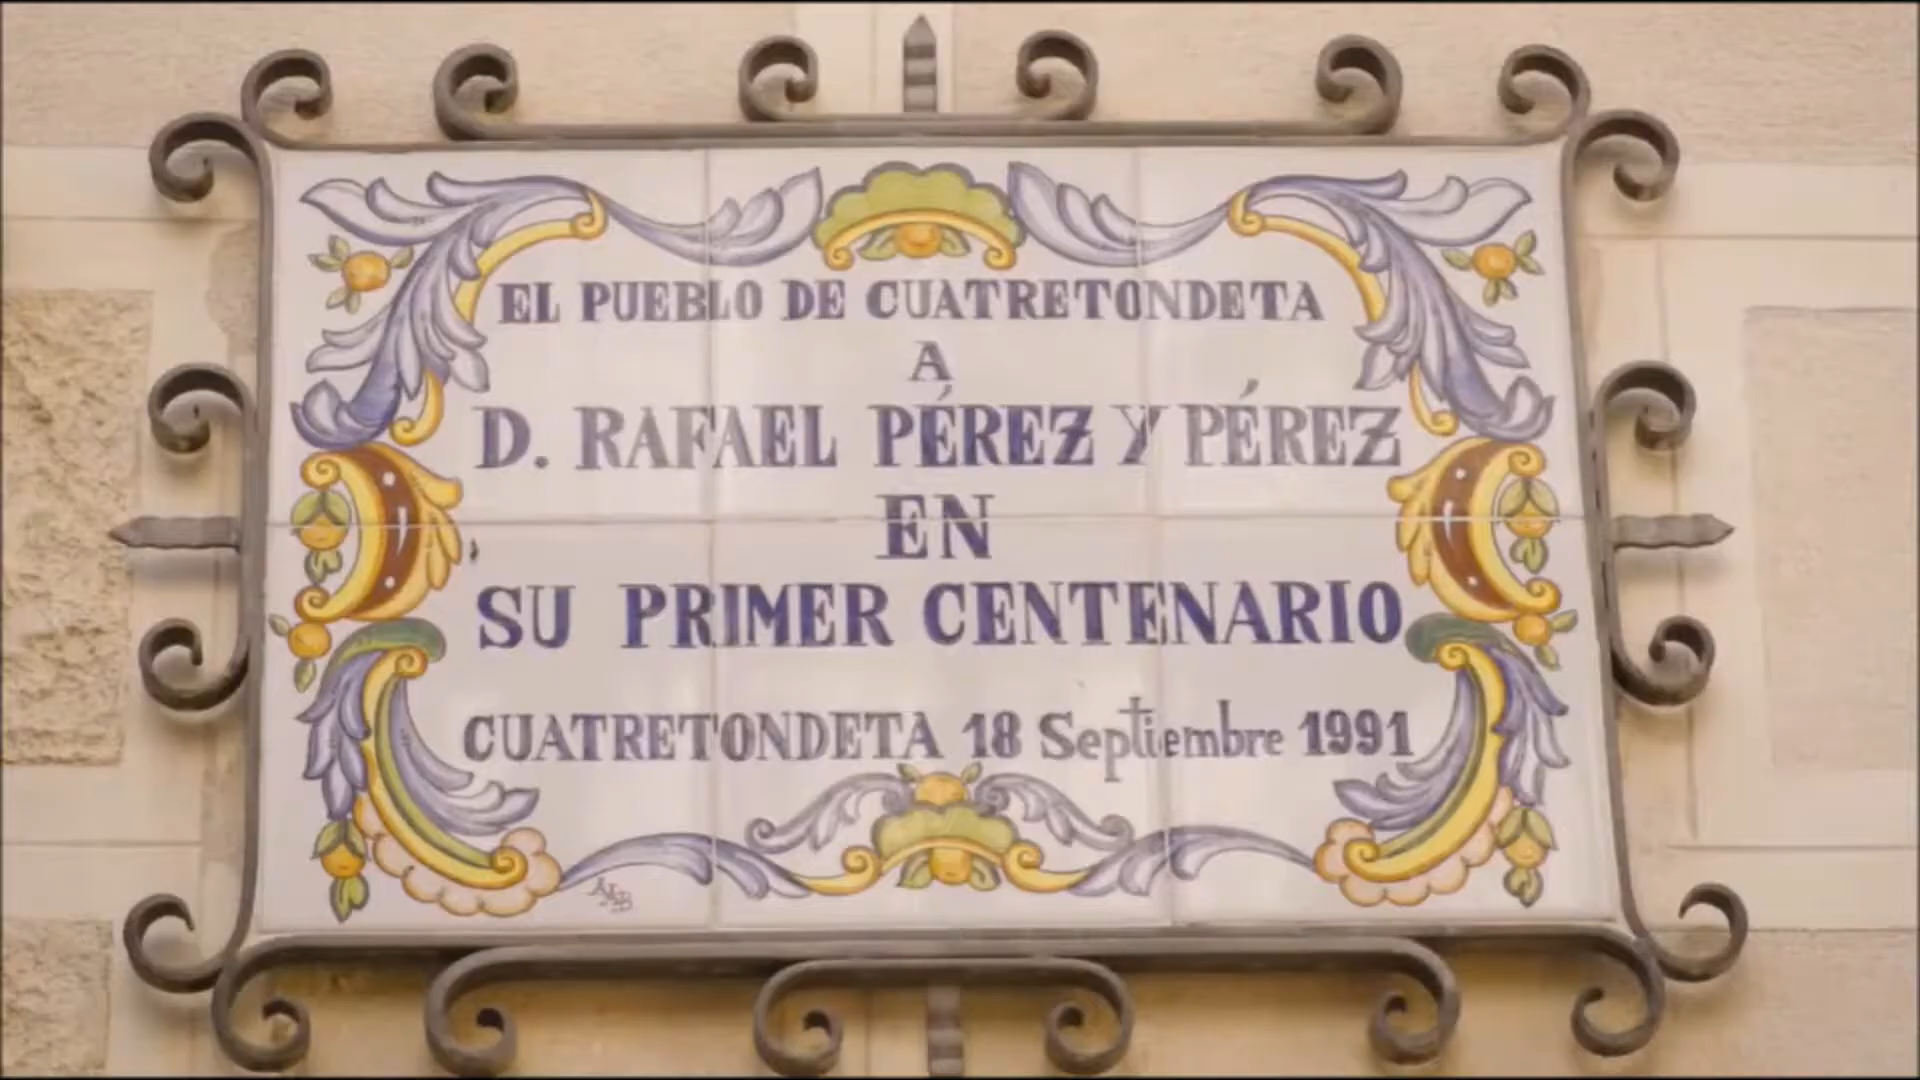 EL PUEBLO DE CUATRETONDETA
A
D. RAFAEL PÉREZ Y PÉREZ
EN
SU PRIMER CENTENARIO
CUATRETONDETA 18 Septiembre 1991